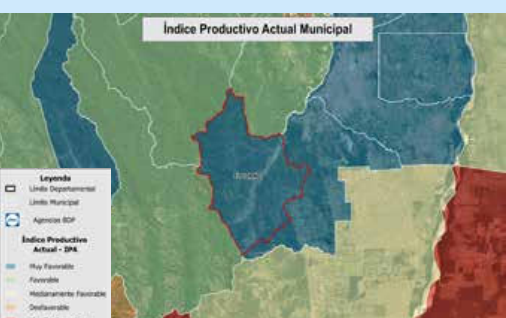 Índice Productivo Actual Municipal
Leyenda
Límite Departamental
Límite Municipal
Agencias BDP
Índice Productivo
Actual - IPA
Muy Favorable
Favorable
Medianamente Favorable
Desfavorable